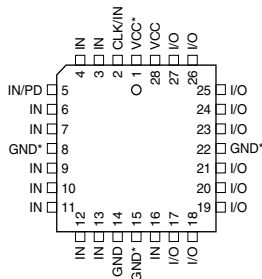 IN
IN
CLK/IN
VCC*
VCC
I/O
I/O
4
3
2
1
28
27
26
IN/PD 5 25 I/O
IN 6 24 I/O
IN 7 23 I/O
GND* 8 22 GND*
IN 9 21 I/O
IN 10 20 I/O
IN 11 19 I/O
12
13
14
15
16
17
18
IN
IN
GND
GND*
IN
I/O
I/O